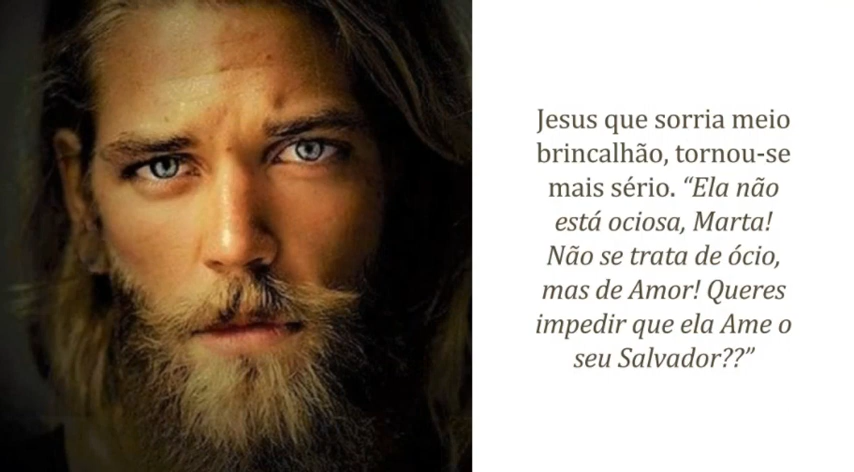 Jesus que sorria meio
brincalhão, tornou-se
mais sério. “Ela não
está ociosa, Marta!
Não se trata de ócio,
mas de Amor! Queres
impedir que ela Ame o
seu Salvador??”